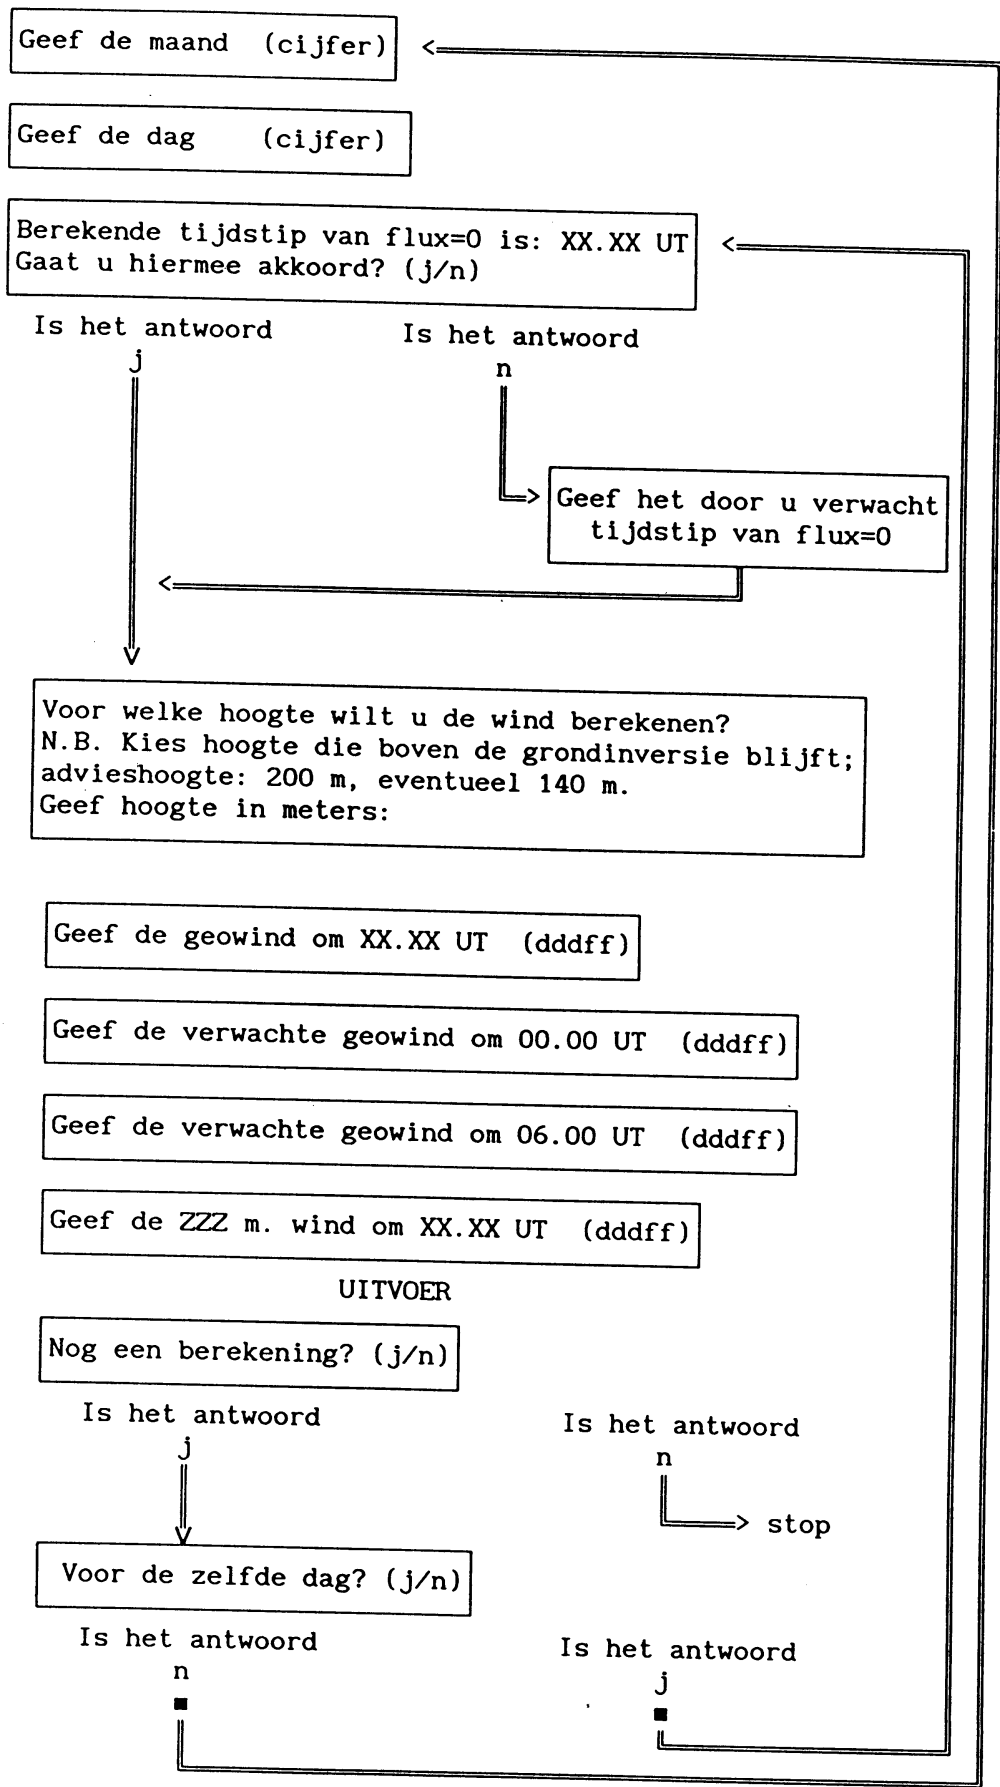 Geef de maand (cijfer)
Geef de dag (cijfer)
Berekende tijdstip van flux=0 is: XX.XX UT
Gaat u hiermee akkoord? (j/n)
Is het antwoord
j
Is het antwoord
n
Geef het door u verwacht
tijdstip van flux=0
Voor welke hoogte wilt u de wind berekenen?
N.B. Kies hoogte die boven de grondinversie blijft;
advieshoogte: 200 m, eventueel 140 m.
Geef hoogte in meters:
Geef de geowind om XX.XX UT (dddff)
Geef de verwachte geowind om 00.00 UT (dddff)
Geef de verwachte geowind om 06.00 UT (dddff)
Geef de ZZZ m. wind om XX.XX UT (dddff)
UITVOER
Nog een berekening? (j/n)
Is het antwoord
j
Is het antwoord
n
stop
Voor de zelfde dag? (j/n)
Is het antwoord
n
Is het antwoord
j